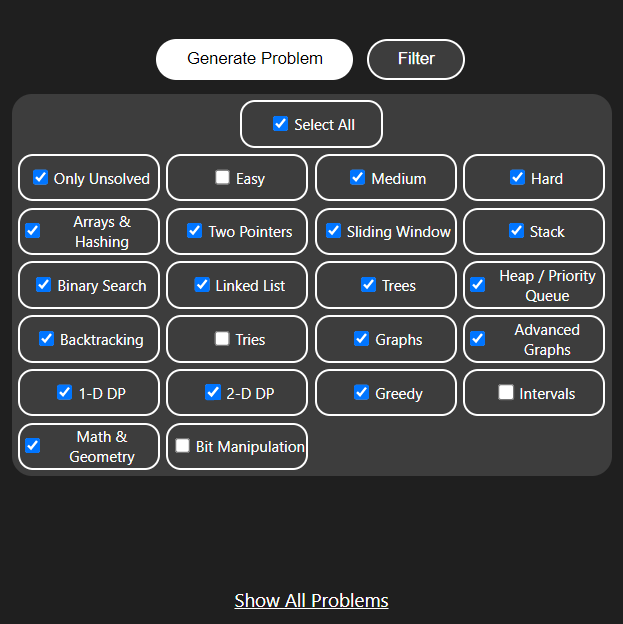 Generate Problem
Filter
Select All
Only Unsolved
Easy
Medium
Hard
Arrays &
Hashing
Two Pointers
Sliding Window
Stack
Binary Search
Linked List
Trees
Heap / Priority
Queue
Backtracking
Tries
Graphs
Advanced
Graphs
1-D DP
2-D DP
Greedy
Intervals
Math &
Geometry
Bit Manipulation
Show All Problems